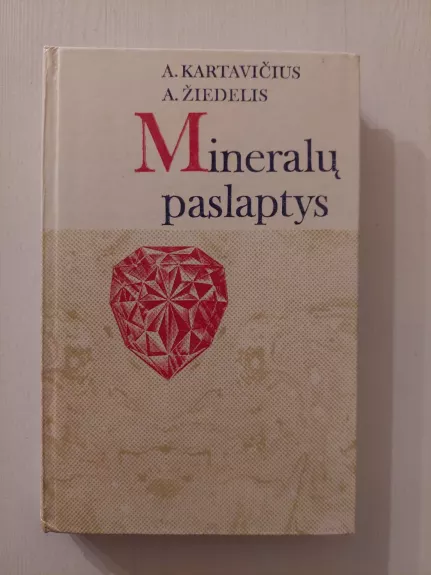 A. KARTAVIČIUS
A. ŽIEDELIS
Mineralų
paslaptys